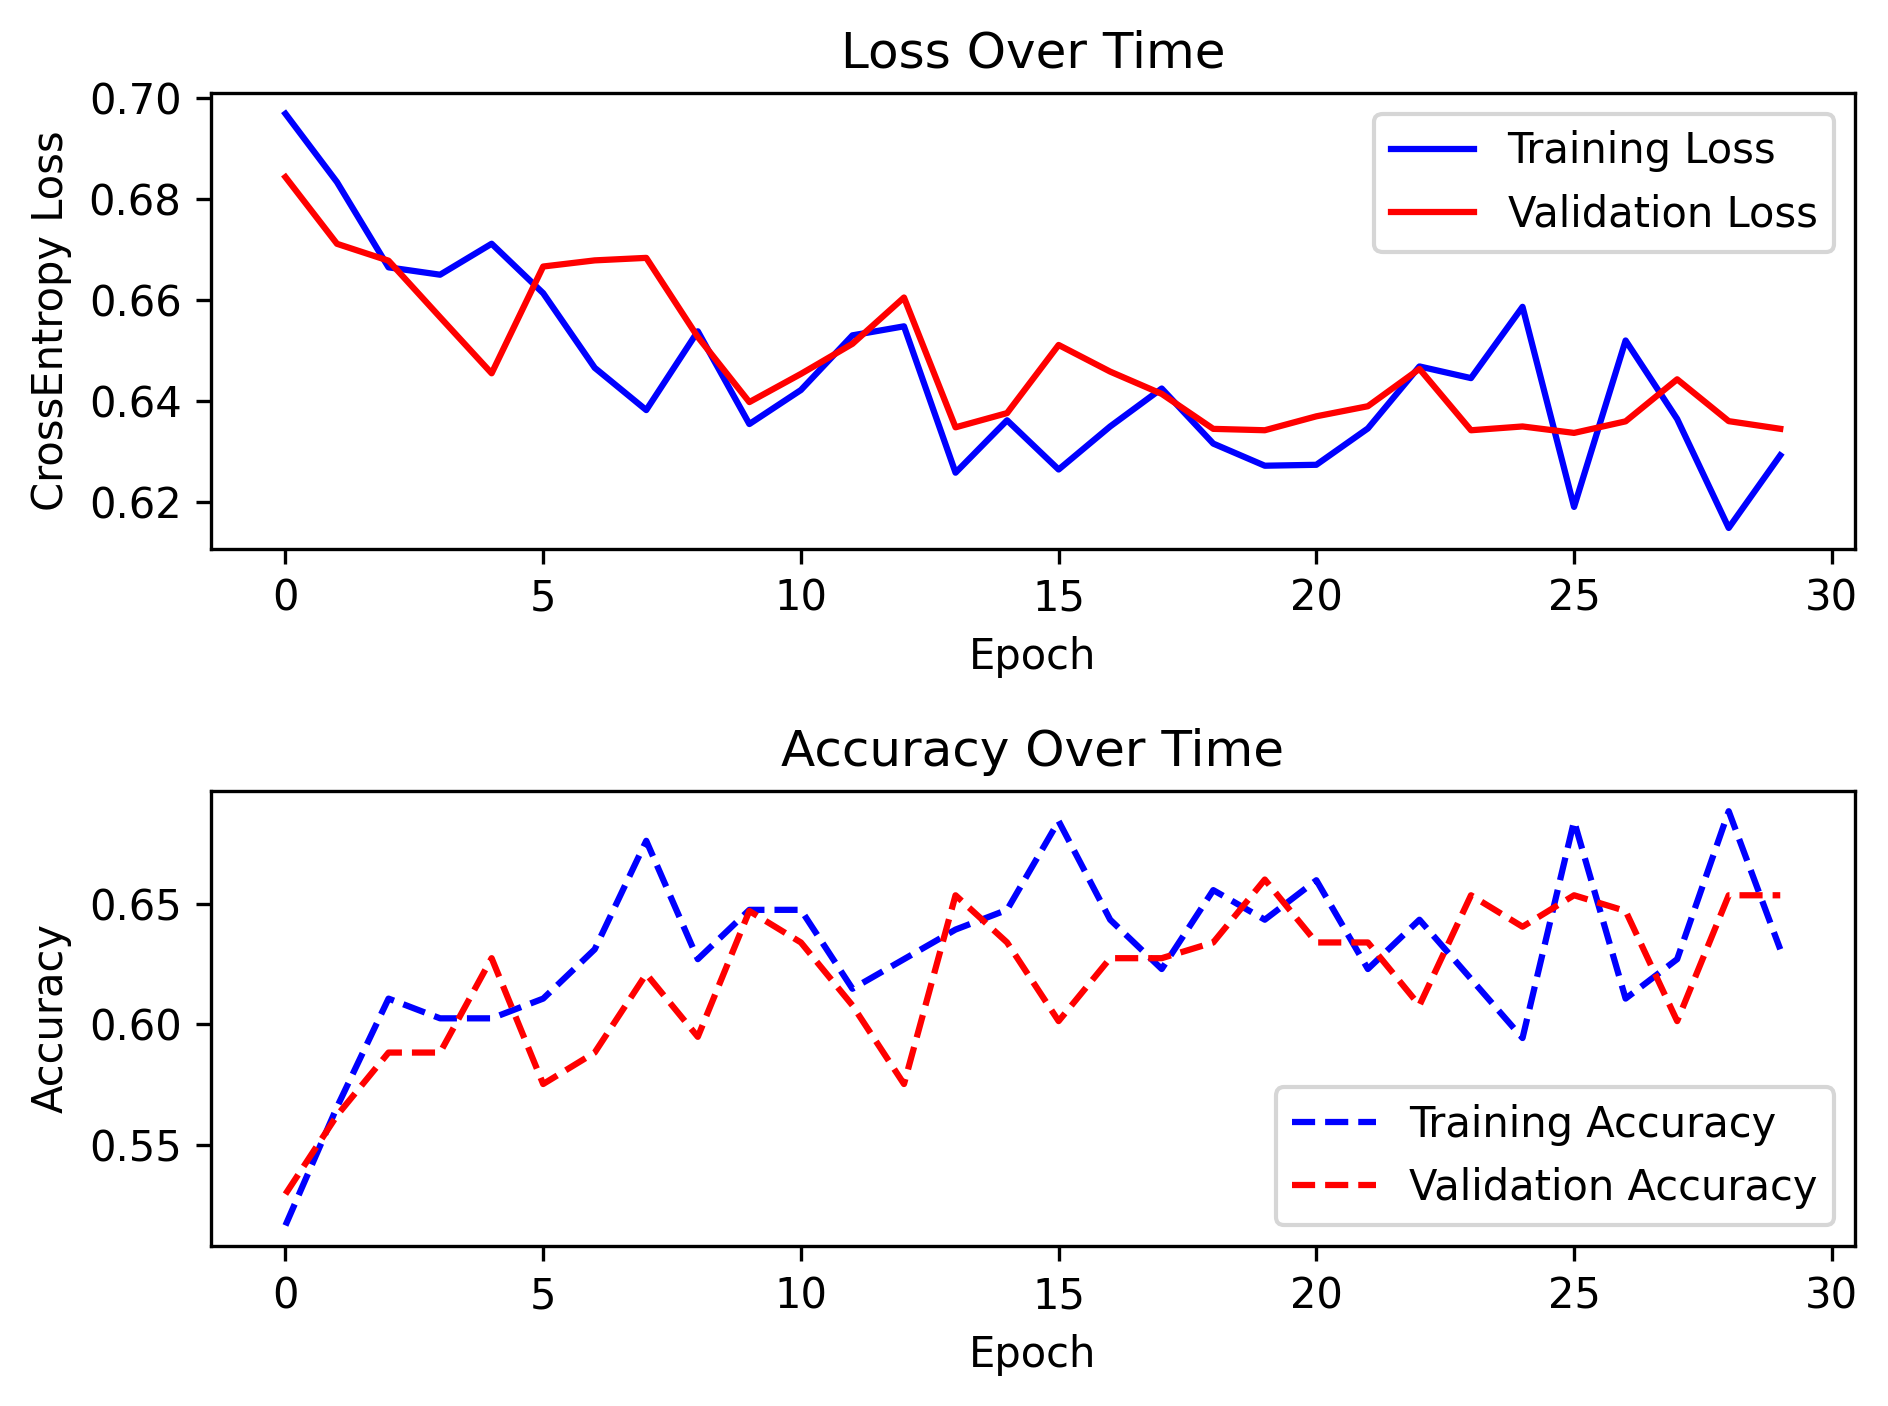 Loss Over Time
0.70
0.68
0.66
0.64
0.62
CrossEntropy Loss
Training Loss
Validation Loss
0 5 10 15 20 25 30
Epoch
Accuracy Over Time
0.65
0.60
0.55
Accuracy
Training Accuracy
Validation Accuracy
0 5 10 15 20 25 30
Epoch